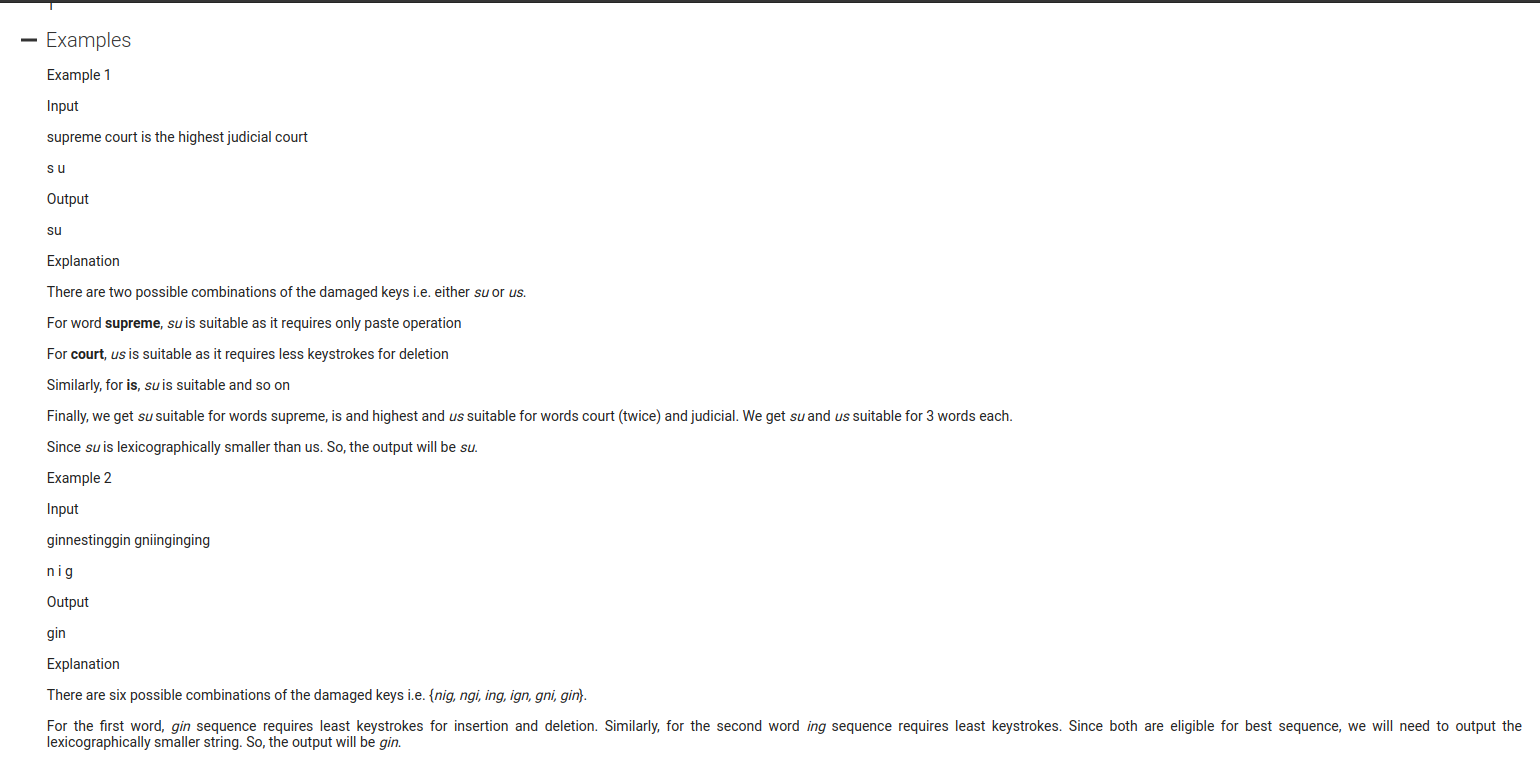 Examples
Example 1
Input
supreme court is the highest judicial court
s u
Output
su
Explanation
There are two possible combinations of the damaged keys i.e. either su or us.
For word supreme, su is suitable as it requires only paste operation
For court, us is suitable as it requires less keystrokes for deletion
Similarly, for is, su is suitable and so on
Finally, we get su suitable for words supreme, is and highest and us suitable for words court (twice) and judicial. We get su and us suitable for 3 words each.
Since su is lexicographically smaller than us. So, the output will be su.
Example 2
Input
ginnestinggin gniinginging
n i g
Output
gin
Explanation
There are six possible combinations of the damaged keys i.e. {nig, ngi, ing, ign, gni, gin}.
For the first word, gin sequence requires least keystrokes for insertion and deletion. Similarly, for the second word ing sequence requires least keystrokes. Since both are eligible for best sequence, we will need to output the
lexicographically smaller string. So, the output will be gin.